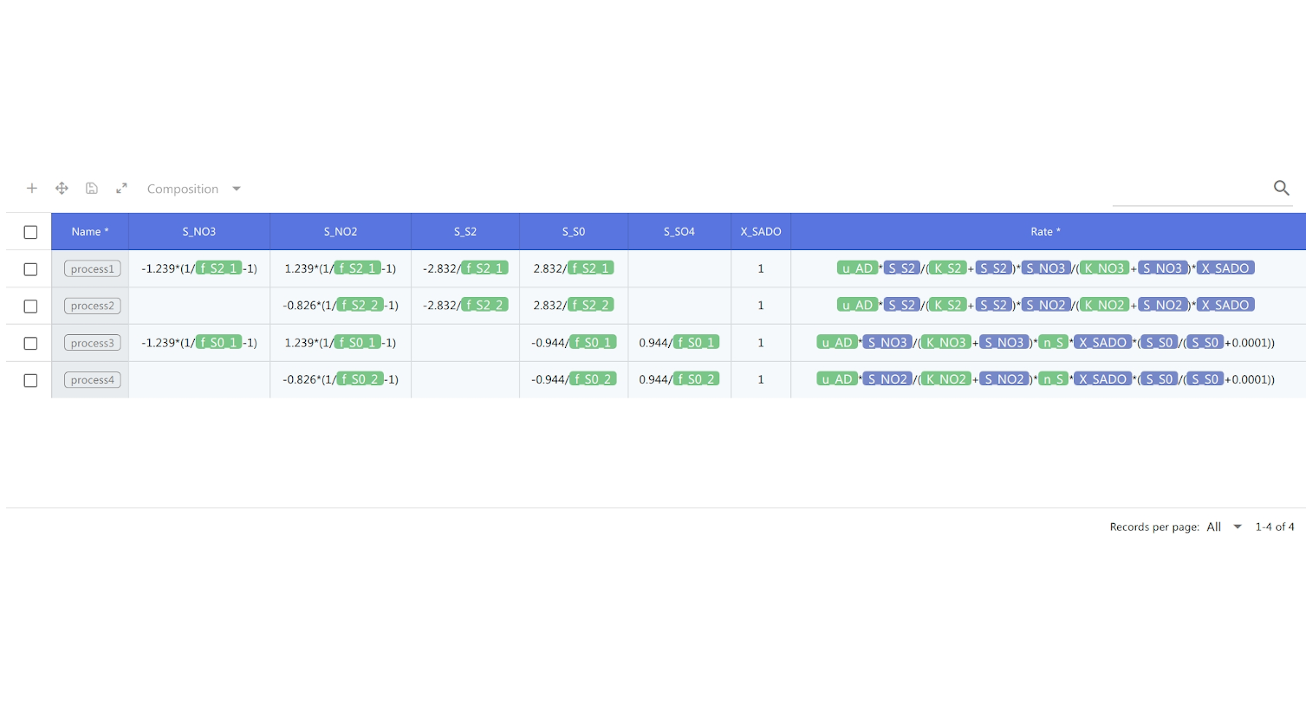 Composition
Name * S_NO3 S_NO2 S_S2 S_S0 S_SO4 X_SADO Rate *
process1 -1.239*(1/f_S2_1-1) 1.239*(1/f_S2_1-1) -2.832/f_S2_1 2.832/f_S2_1 1 u_AD*S_S2/(K_S2+S_S2)*S_NO3/(K_NO3+S_NO3)*X_SADO
process2 -0.826*(1/f_S2_2-1) -2.832/f_S2_2 2.832/f_S2_2 1 u_AD*S_S2/(K_S2+S_S2)*S_NO2/(K_NO2+S_NO2)*X_SADO
process3 -1.239*(1/f_S0_1-1) 1.239*(1/f_S0_1-1) -0.944/f_S0_1 0.944/f_S0_1 1 u_AD*S_NO3/(K_NO3+S_NO3)*n_S*X_SADO*(S_S0/(S_S0+0.0001))
process4 -0.826*(1/f_S0_2-1) -0.944/f_S0_2 0.944/f_S0_2 1 u_AD*S_NO2/(K_NO2+S_NO2)*n_S*X_SADO*(S_S0/(S_S0+0.0001))
Records per page: All 1-4 of 4